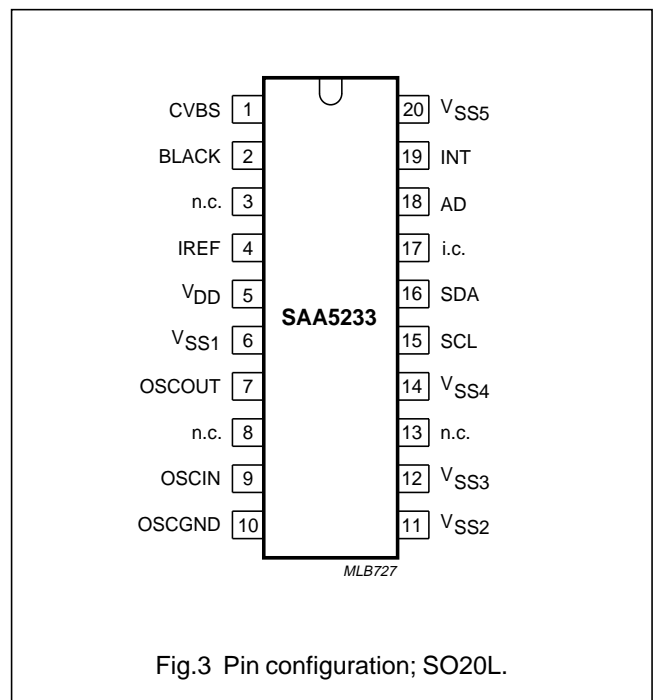 CVBS 1 20 VSS5
BLACK 2 19 INT
n.c. 3 18 AD
IREF 4 17 i.c.
VDD 5 16 SDA
SAA5233
VSS1 6 15 SCL
OSCOUT 7 14 VSS4
n.c. 8 13 n.c.
OSCIN 9 12 VSS3
OSCGND 10 11 VSS2
MLB727
Fig.3 Pin configuration; SO20L.